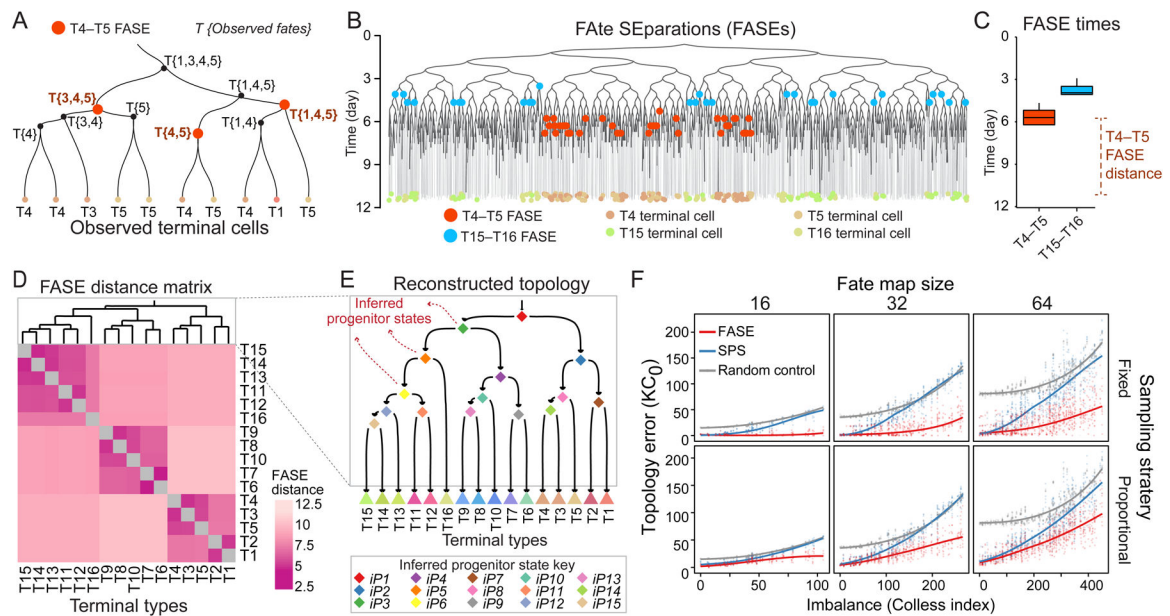 A
T4–T5 FASE
T {Observed fates}
T{1,3,4,5}
T{3,4,5}
T{5}
T{3,4}
T{4}
T{1,4,5}
T{1,4,5}
T{1,4}
T{4,5}
T4 T4 T3 T5 T5 T4 T5 T4 T1 T5
Observed terminal cells
B
FAte SEparations (FASEs)
Time (day)
0
3
6
9
12
T4–T5 FASE
T15–T16 FASE
T4 terminal cell
T15 terminal cell
T5 terminal cell
T16 terminal cell
C
FASE times
Time (day)
0
3
6
9
12
T4–T5
FASE
distance
T4–T5
T15–T16
D
FASE distance matrix
T15
T14
T13
T11
T12
T16
T9
T8
T10
T7
T6
T4
T3
T5
T2
T1
T15 T14 T13 T11 T12 T16 T9 T8 T10 T7 T6 T4 T3 T5 T2 T1
Terminal types
FASE
distance
12.5
10.0
7.5
5.0
2.5
E
Reconstructed topology
Inferred
progenitor states
T15 T14 T13 T11 T12 T16 T9 T8 T10 T7 T6 T4 T3 T5 T2 T1
Terminal types
Inferred progenitor state key
iP1 iP4 iP7 iP10 iP13
iP2 iP5 iP8 iP11 iP14
iP3 iP6 iP9 iP12 iP15
F
Fate map size
16 32 64
FASE
SPS
Random control
Topology error (KC0)
200
150
100
50
0
200
150
100
50
0
Fixed
Proportional
Sampling stratery
0 50 100 0 100 200 0 200 400
Imbalance (Colless index)